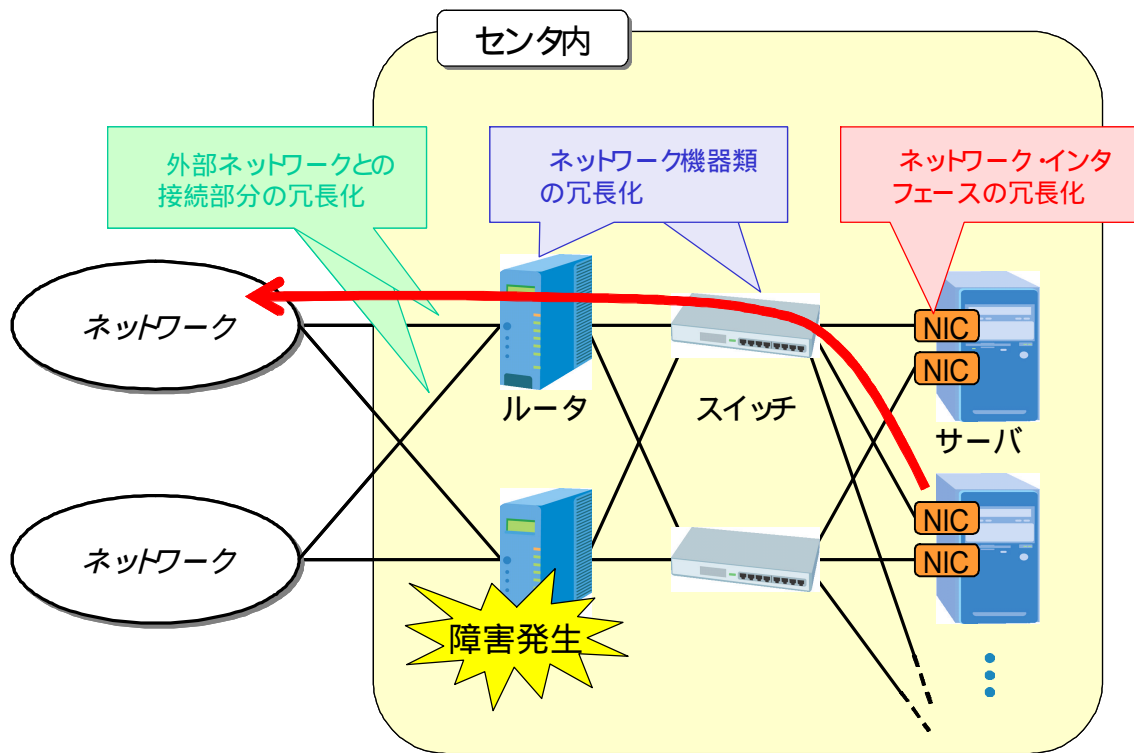 センタ内
外部ネットワークとの
接続部分の冗長化
ネットワーク機器類
の冗長化
ネットワーク・インタ
フェースの冗長化
ネットワーク
NIC
NIC
ルータ
スイッチ
サーバ
ネットワーク
NIC
NIC
障害発生